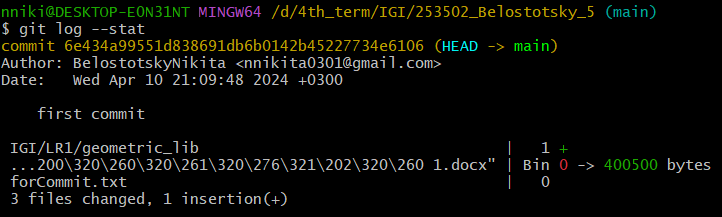 nniki@DESKTOP-EON31NT MINGW64 /d/4th_term/IGI/253502_Belostotsky_5 (main)
$ git log --stat
commit 6e434a99551d838691db6b0142b45227734e6106 (HEAD -> main)
Author: BelostotskyNikita <nnikita0301@gmail.com>
Date:   Wed Apr 10 21:09:48 2024 +0300

    first commit

 IGI/LR1/geometric_lib                              |   1 +
 ...200\320\260\320\261\320\276\321\202\320\260 1.docx" | Bin 0 -> 400500 bytes
 forCommit.txt                                      |   0
 3 files changed, 1 insertion(+)